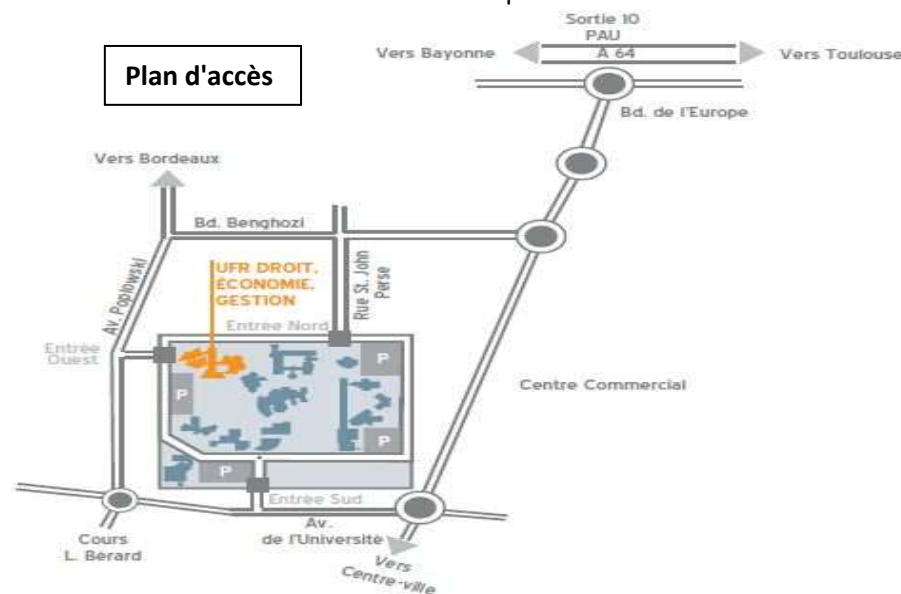 Sortie 10
PAU
A 64
Vers Bayonne
Vers Toulouse
Plan d'accès
Bd. de l'Europe
Vers Bordeaux
Bd. Benghozi
Av. Poplowski
UFR DROIT,
ÉCONOMIE,
GESTION
Rue St. John
Perse
Entrée Nord
Entrée
Ouest
P
P
Centre Commercial
P
P
Entrée Sud
Av.
de l'Université
Cours
L. Bérard
Vers
Centre-ville